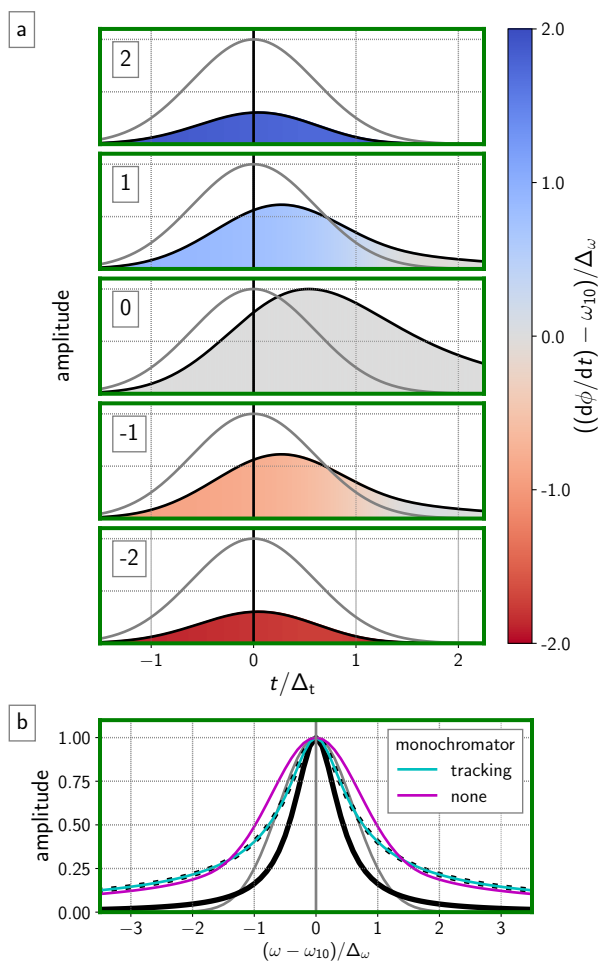 a
2
1
0
-1
-2
amplitude
−1
0
1
2
t/Δt
2.0
1.0
0.0
-1.0
-2.0
((dϕ/dt) − ω10)/Δω
b
monochromator
tracking
none
amplitude
1.00
0.75
0.50
0.25
0.00
−3
−2
−1
0
1
2
3
(ω − ω10)/Δω